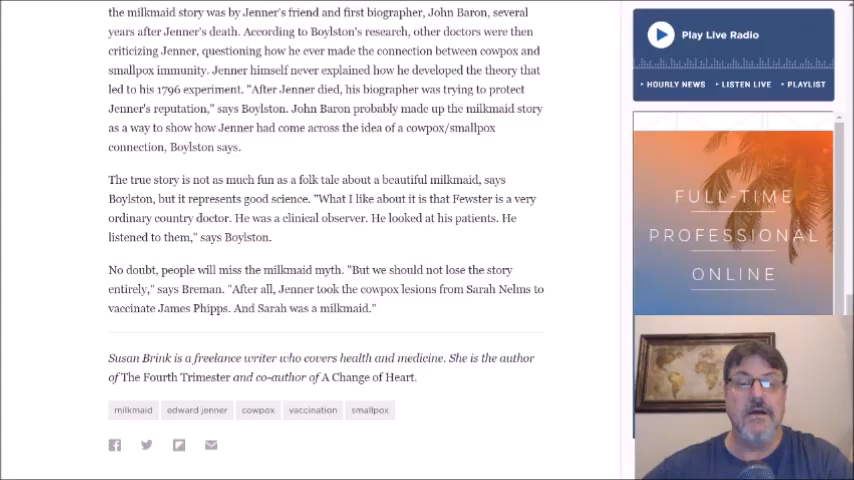 the milkmaid story was by Jenner's friend and first biographer, John Baron, several
years after Jenner's death. According to Boylston's research, other doctors were then
criticizing Jenner, questioning how he ever made the connection between cowpox and
smallpox immunity. Jenner himself never explained how he developed the theory that
led to his 1796 experiment. "After Jenner died, his biographer was trying to protect
Jenner's reputation," says Boylston. John Baron probably made up the milkmaid story
as a way to show how Jenner had come across the idea of a cowpox/smallpox
connection, Boylston says.
The true story is not as much fun as a folk tale about a beautiful milkmaid, says
Boylston, but it represents good science. "What I like about it is that Fewster is a very
ordinary country doctor. He was a clinical observer. He looked at his patients. He
listened to them," says Boylston.
No doubt, people will miss the milkmaid myth. "But we should not lose the story
entirely," says Breman. "After all, Jenner took the cowpox lesions from Sarah Nelms to
vaccinate James Phipps. And Sarah was a milkmaid."
Susan Brink is a freelance writer who covers health and medicine. She is the author
of The Fourth Trimester and co-author of A Change of Heart.
milkmaid edward jenner cowpox vaccination smallpox
Play Live Radio
HOURLY NEWS LISTEN LIVE PLAYLIST
FULL-TIME
PROFESSIONAL
ONLINE